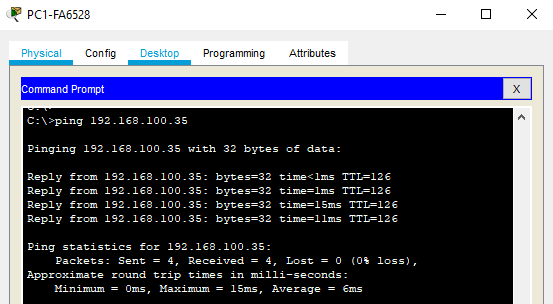 PC1-FA6528
Physical Config Desktop Programming Attributes
Command Prompt X
C:\>
C:\>ping 192.168.100.35
Pinging 192.168.100.35 with 32 bytes of data:
Reply from 192.168.100.35: bytes=32 time<1ms TTL=126
Reply from 192.168.100.35: bytes=32 time=1ms TTL=126
Reply from 192.168.100.35: bytes=32 time=15ms TTL=126
Reply from 192.168.100.35: bytes=32 time=11ms TTL=126
Ping statistics for 192.168.100.35:
Packets: Sent = 4, Received = 4, Lost = 0 (0% loss),
Approximate round trip times in milli-seconds:
Minimum = 0ms, Maximum = 15ms, Average = 6ms